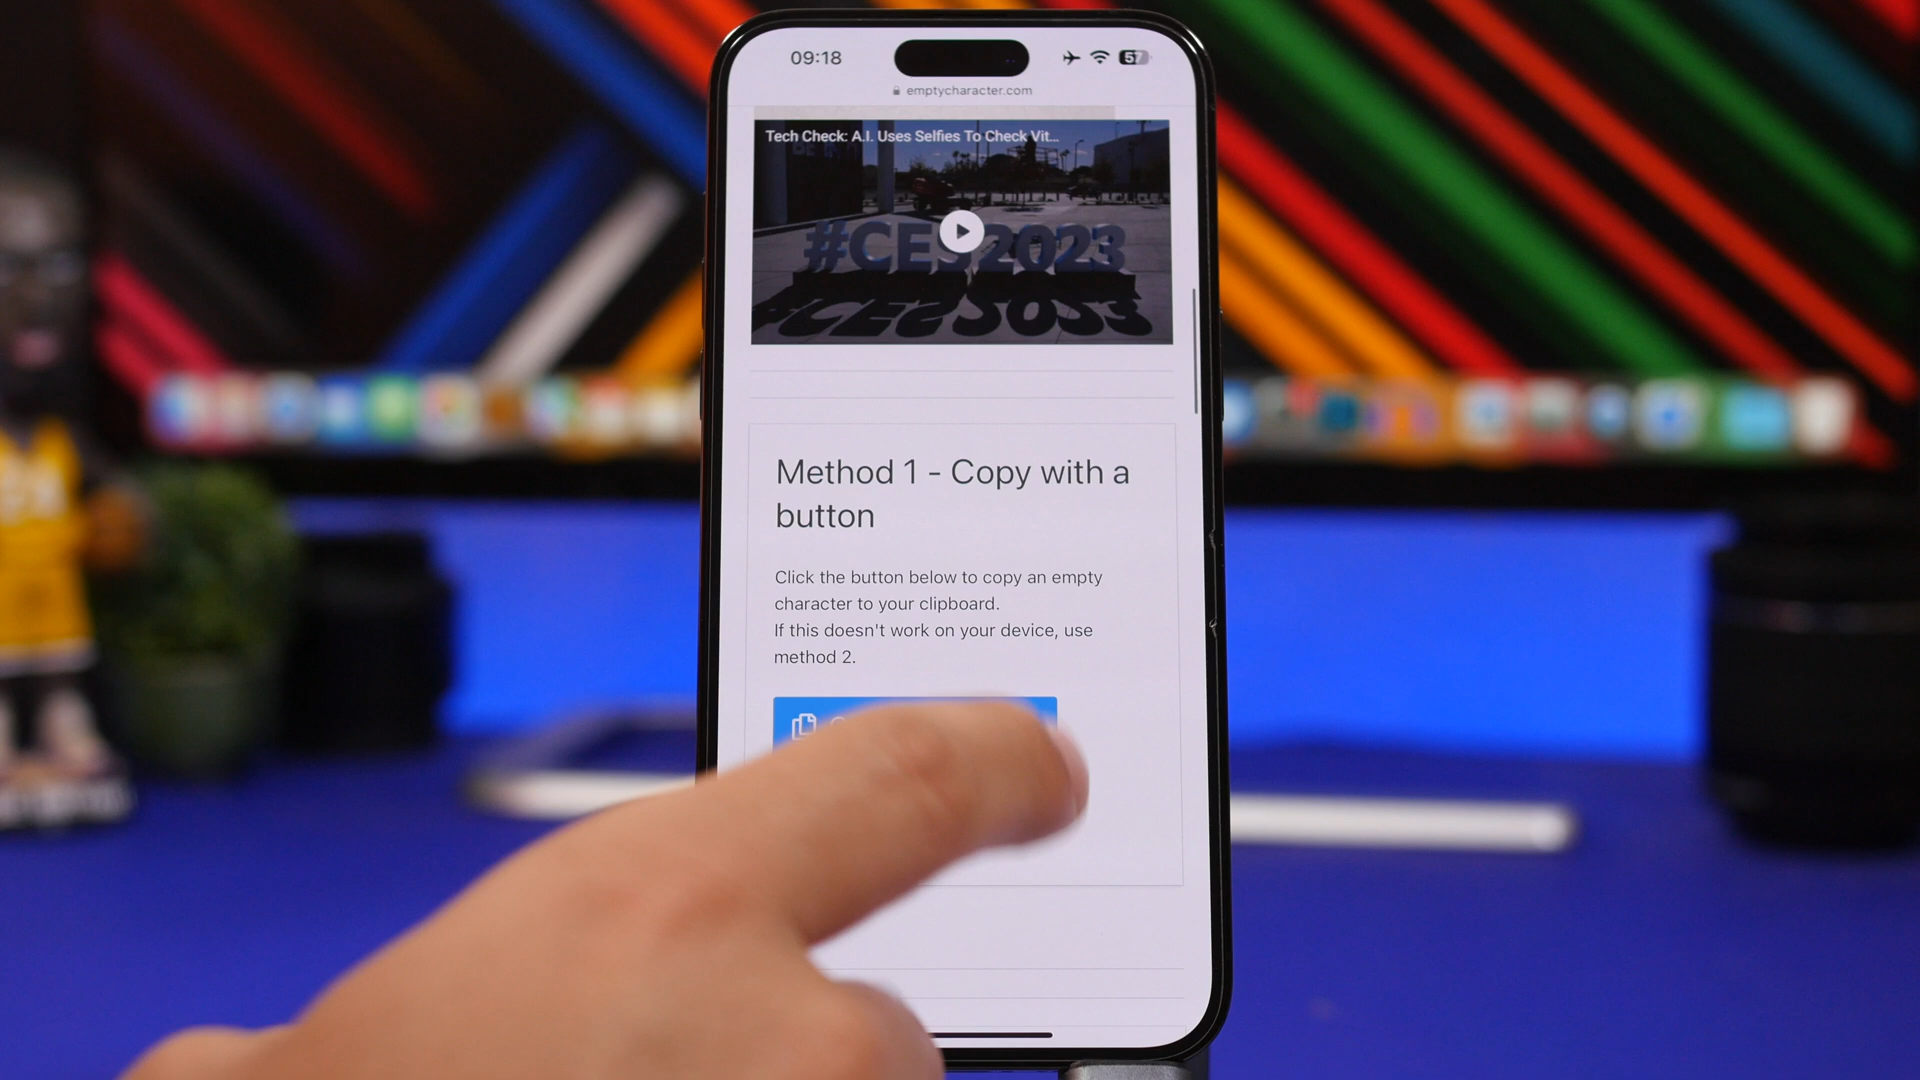 09:18
57
emptycharacter.com
Tech Check: A.I. Uses Selfies To Check Vit...
#CES2023
Method 1 - Copy with a
button
Click the button below to copy an empty
character to your clipboard.
If this doesn't work on your device, use
method 2.